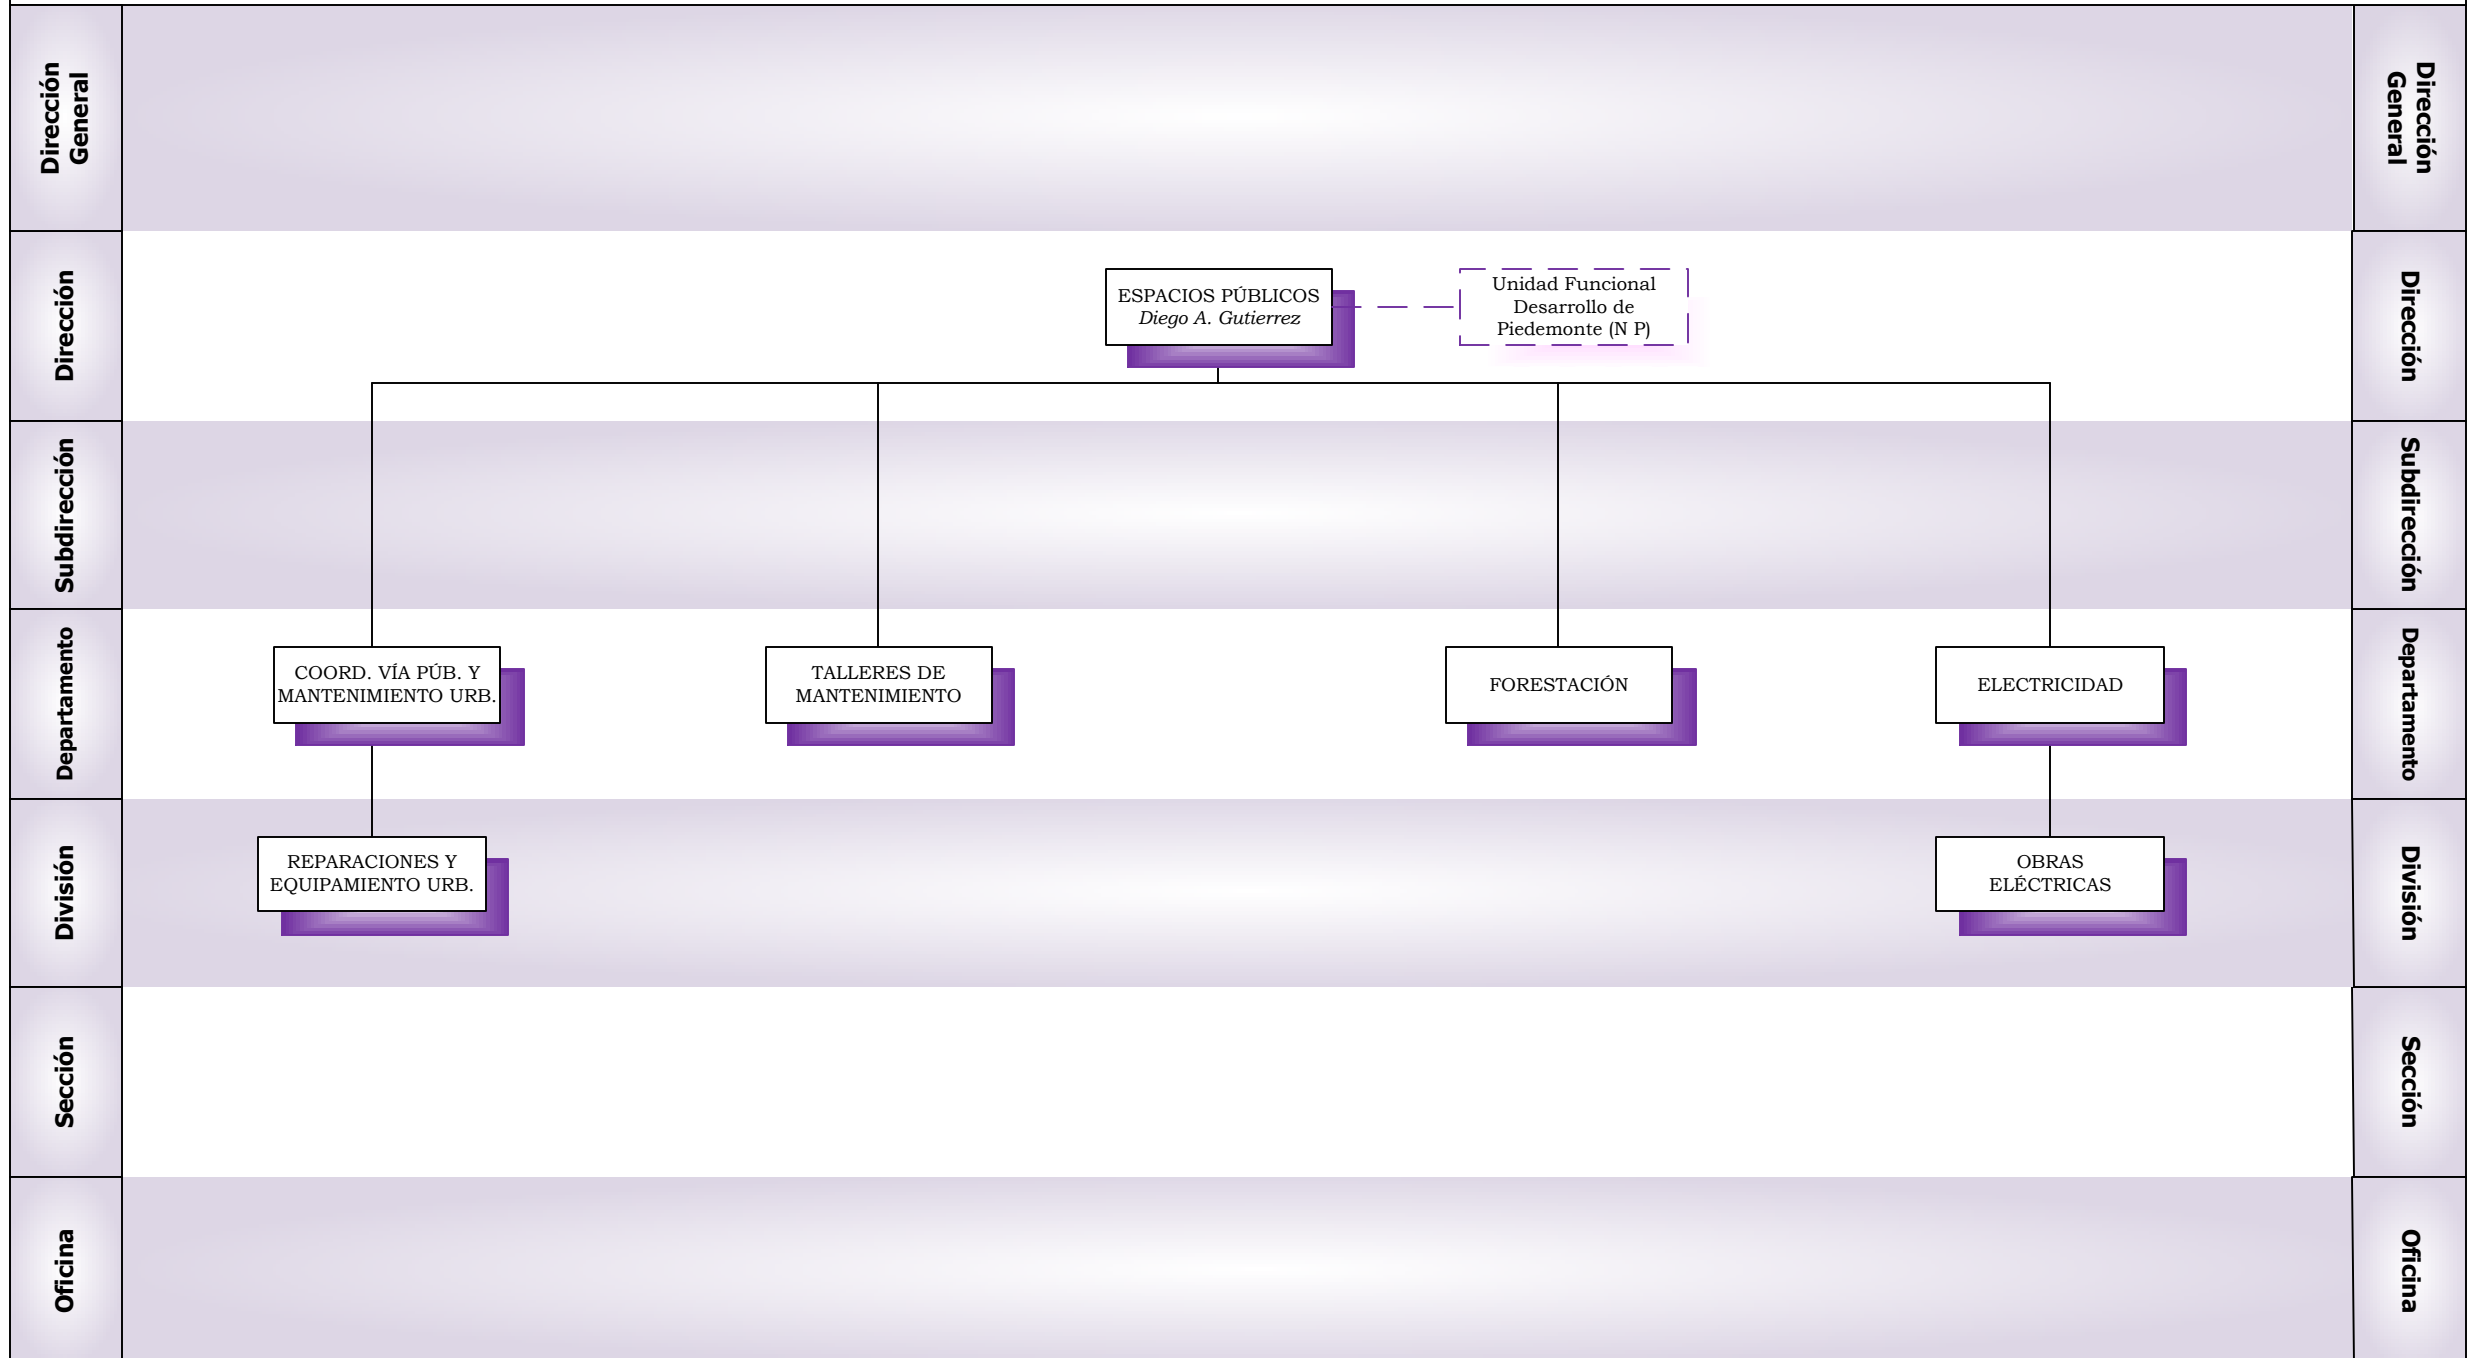 Dirección
General
Dirección
General
Dirección
ESPACIOS PÚBLICOS
Diego A. Gutierrez
Unidad Funcional
Desarrollo de
Piedemonte (N P)
Dirección
Subdirección
Subdirección
Departamento
COORD. VÍA PÚB. Y
MANTENIMIENTO URB.
TALLERES DE
MANTENIMIENTO
FORESTACIÓN
ELECTRICIDAD
Departamento
División
REPARACIONES Y
EQUIPAMIENTO URB.
OBRAS
ELÉCTRICAS
División
Sección
Sección
Oficina
Oficina